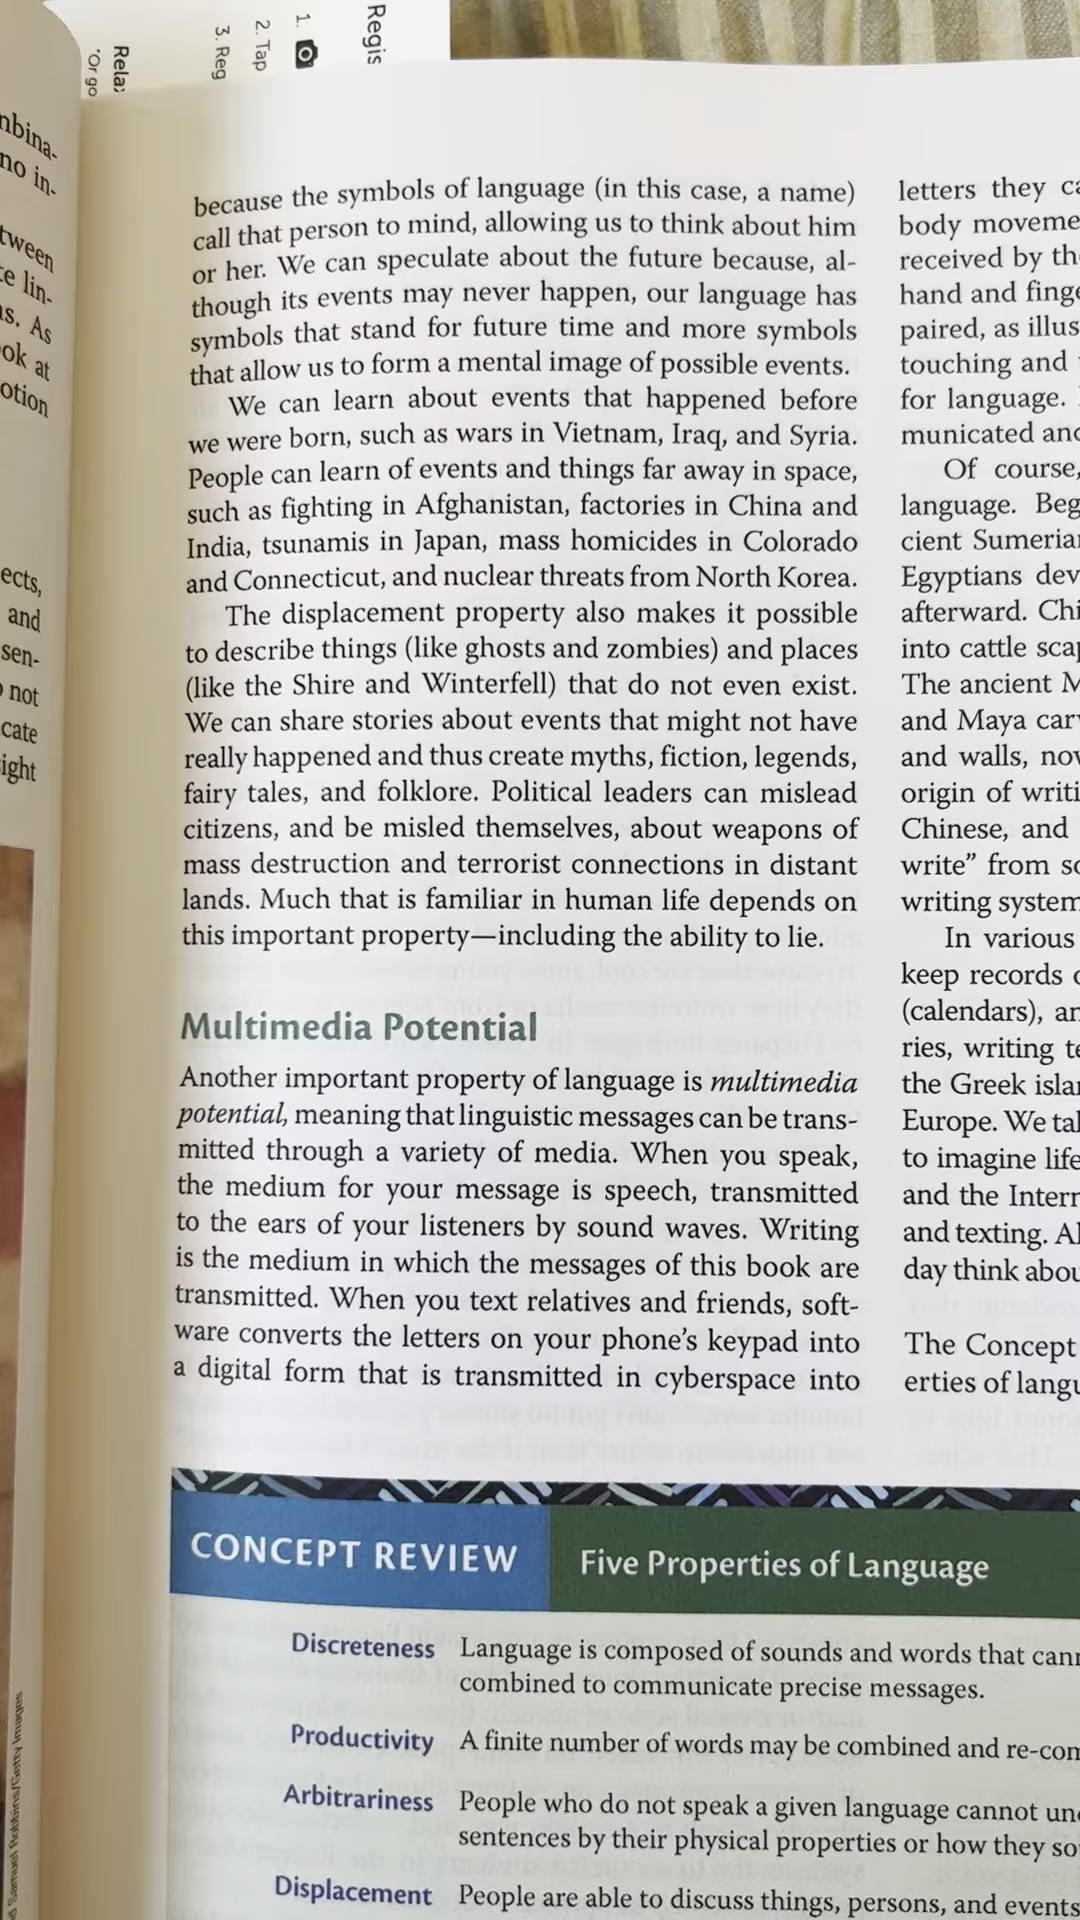 Regis
1.
2. Tap
3. Reg
Rela
*Or go
nbina-
no in-
tween
te lin-
ns. As
ook at
otion
ects,
and
sen-
not
cate
ight
Samuel Robbins/Getty Images
because the symbols of language (in this case, a name)
call that person to mind, allowing us to think about him
or her. We can speculate about the future because, al-
though its events may never happen, our language has
symbols that stand for future time and more symbols
that allow us to form a mental image of possible events.
We can learn about events that happened before
we were born, such as wars in Vietnam, Iraq, and Syria.
People can learn of events and things far away in space,
such as fighting in Afghanistan, factories in China and
India, tsunamis in Japan, mass homicides in Colorado
and Connecticut, and nuclear threats from North Korea.
The displacement property also makes it possible
to describe things (like ghosts and zombies) and places
(like the Shire and Winterfell) that do not even exist.
We can share stories about events that might not have
really happened and thus create myths, fiction, legends,
fairy tales, and folklore. Political leaders can mislead
citizens, and be misled themselves, about weapons of
mass destruction and terrorist connections in distant
lands. Much that is familiar in human life depends on
this important property—including the ability to lie.
Multimedia Potential
Another important property of language is multimedia
potential, meaning that linguistic messages can be trans-
mitted through a variety of media. When you speak,
the medium for your message is speech, transmitted
to the ears of your listeners by sound waves. Writing
is the medium in which the messages of this book are
transmitted. When you text relatives and friends, soft-
ware converts the letters on your phone's keypad into
a digital form that is transmitted in cyberspace into
letters they ca
body moveme
received by th
hand and finge
paired, as illus
touching and
for language.
municated and
Of course,
language. Beg
cient Sumerian
Egyptians dev
afterward. Chi
into cattle scap
The ancient M
and Maya carv
and walls, nov
origin of writi
Chinese, and
write" from so
writing system
In various
keep records o
(calendars), an
ries, writing te
the Greek islan
Europe. We tal
to imagine life
and the Intern
and texting. Al
day think abou
The Concept
erties of langu
CONCEPT REVIEW Five Properties of Language
Discreteness Language is composed of sounds and words that cann
combined to communicate precise messages.
Productivity A finite number of words may be combined and re-com
Arbitrariness People who do not speak a given language cannot und
sentences by their physical properties or how they so
Displacement People are able to discuss things, persons, and events